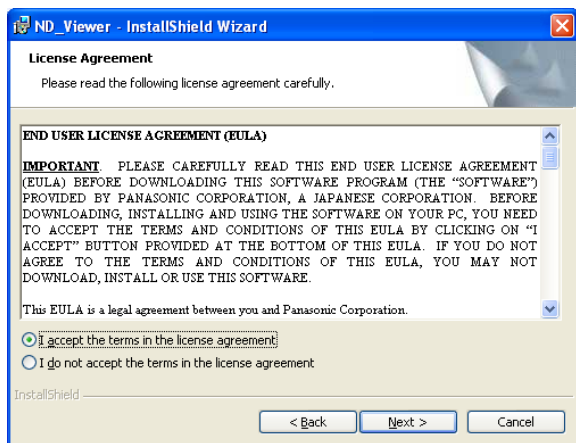 ND_Viewer - InstallShield Wizard
License Agreement
Please read the following license agreement carefully.
END USER LICENSE AGREEMENT (EULA)
IMPORTANT. PLEASE CAREFULLY READ THIS END USER LICENSE AGREEMENT
(EULA) BEFORE DOWNLOADING THIS SOFTWARE PROGRAM (THE “SOFTWARE”)
PROVIDED BY PANASONIC CORPORATION, A JAPANESE CORPORATION. BEFORE
DOWNLOADING, INSTALLING AND USING THE SOFTWARE ON YOUR PC, YOU NEED
TO ACCEPT THE TERMS AND CONDITIONS OF THIS EULA BY CLICKING ON “I
ACCEPT” BUTTON PROVIDED AT THE BOTTOM OF THIS EULA. IF YOU DO NOT
AGREE TO THE TERMS AND CONDITIONS OF THIS EULA, YOU MAY NOT
DOWNLOAD, INSTALL OR USE THIS SOFTWARE.
This EULA is a legal agreement between you and Panasonic Corporation.
I accept the terms in the license agreement
I do not accept the terms in the license agreement
InstallShield
< Back
Next >
Cancel